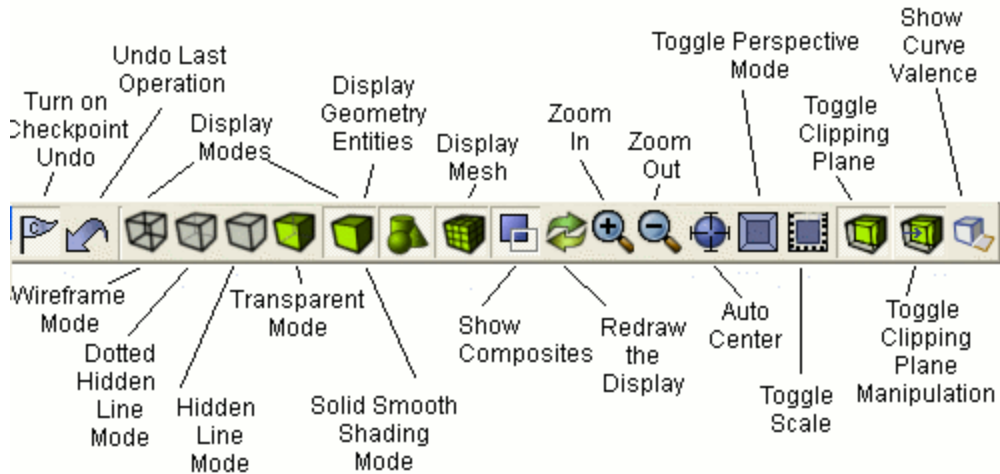 Show
Curve
Valence
Toggle Perspective
Mode
Undo Last
Operation
Display
Geometry
Entities
Turn on
Checkpoint
Undo
Display
Modes
Zoom
In
Toggle
Clipping
Plane
Display
Mesh
Zoom
Out
C
Wireframe
Mode
Transparent
Mode
Dotted
Hidden
Line
Mode
Hidden
Line
Mode
Solid Smooth
Shading
Mode
Show
Composites
Redraw
the
Display
Auto
Center
Toggle
Scale
Toggle
Clipping
Plane
Manipulation